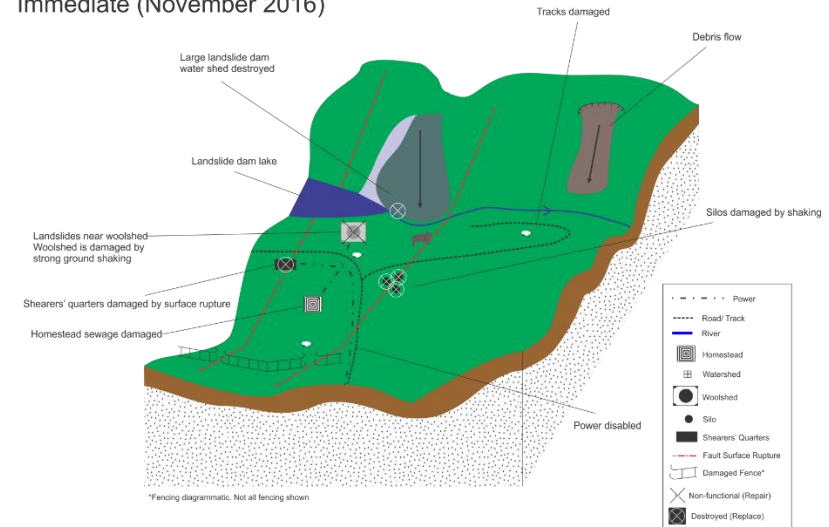 Immediate (November 2016)
Tracks damaged
Debris flow
Large landslide dam
water shed destroyed
Landslide dam lake
Silos damaged by shaking
Landslides near woolshed
Woolshed is damaged by
strong ground shaking
Shearers' quarters damaged by surface rupture
Homestead sewage damaged
Power disabled
Power
Road/ Track
River
Homestead
Watershed
Woolshed
Silo
Shearers' Quarters
Fault Surface Rupture
Damaged Fence*
Non-functional (Repair)
Destroyed (Replace)
*Fencing diagrammatic. Not all fencing shown